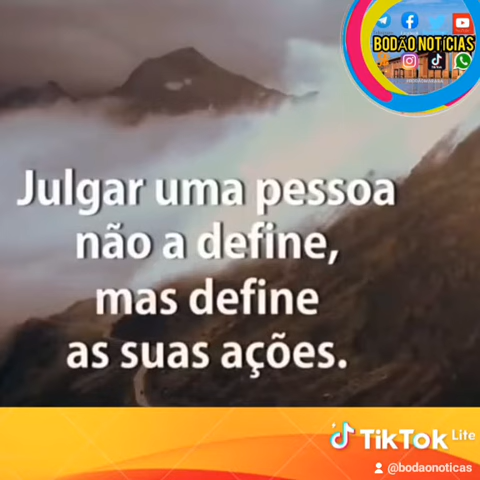 BODÃO NOTÍCIAS
Julgar uma pessoa
não a define,
mas define
as suas ações.
TikTok Lite
@bodaonoticas